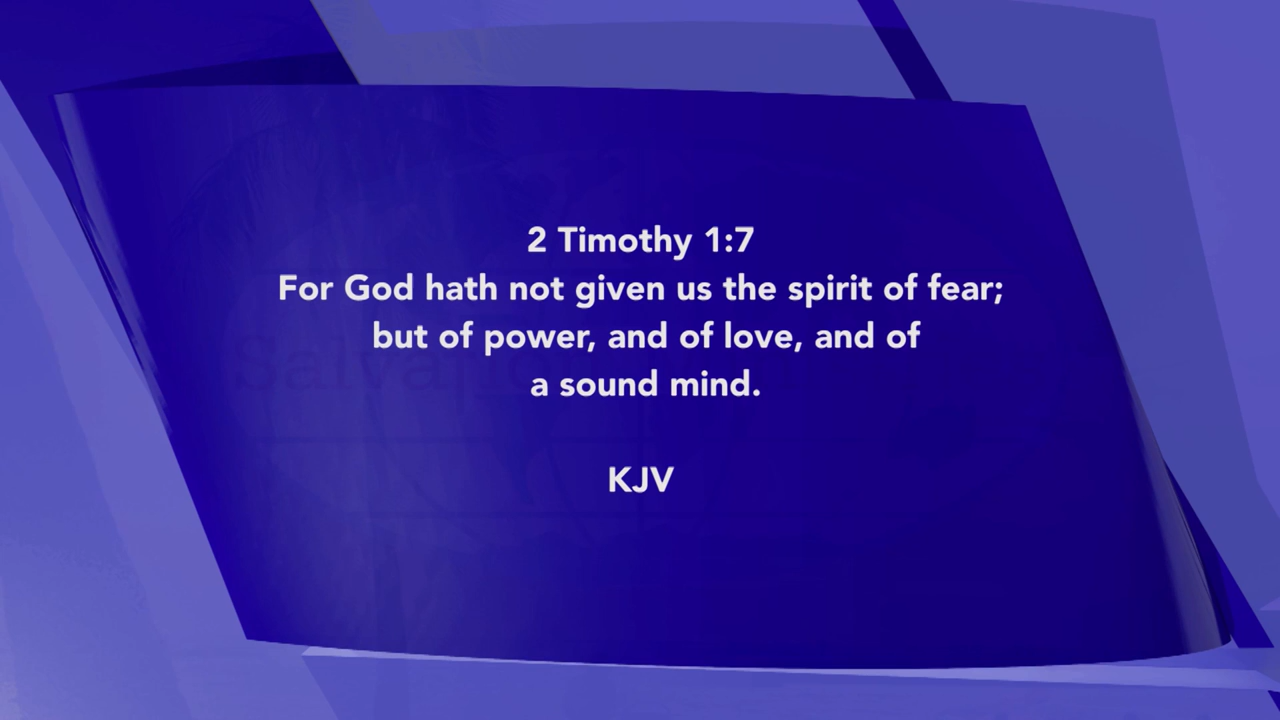 2 Timothy 1:7
For God hath not given us the spirit of fear;
but of power, and of love, and of
a sound mind.
KJV